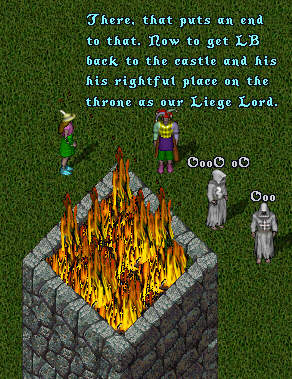 There, that puts an end
to that. Now to get LB
back to the castle and his
his rightful place on the
throne as our Liege Lord.
OooO oO
Ooo